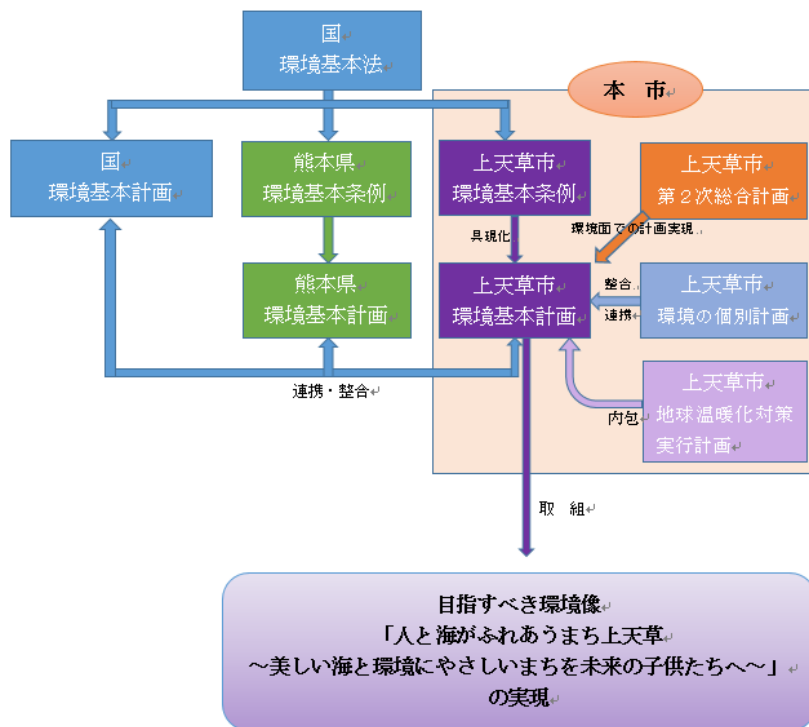 国
環境基本法
本　市
国
環境基本計画
熊本県
環境基本条例
上天草市
環境基本条例
上天草市
第２次総合計画
具現化
環境面での計画実現
熊本県
環境基本計画
上天草市
環境基本計画
整合
連携
上天草市
環境の個別計画
連携・整合
内包
上天草市
地球温暖化対策
実行計画
取　組
目指すべき環境像
「人と海がふれあうまち上天草
～美しい海と環境にやさしいまちを未来の子供たちへ～」
の実現